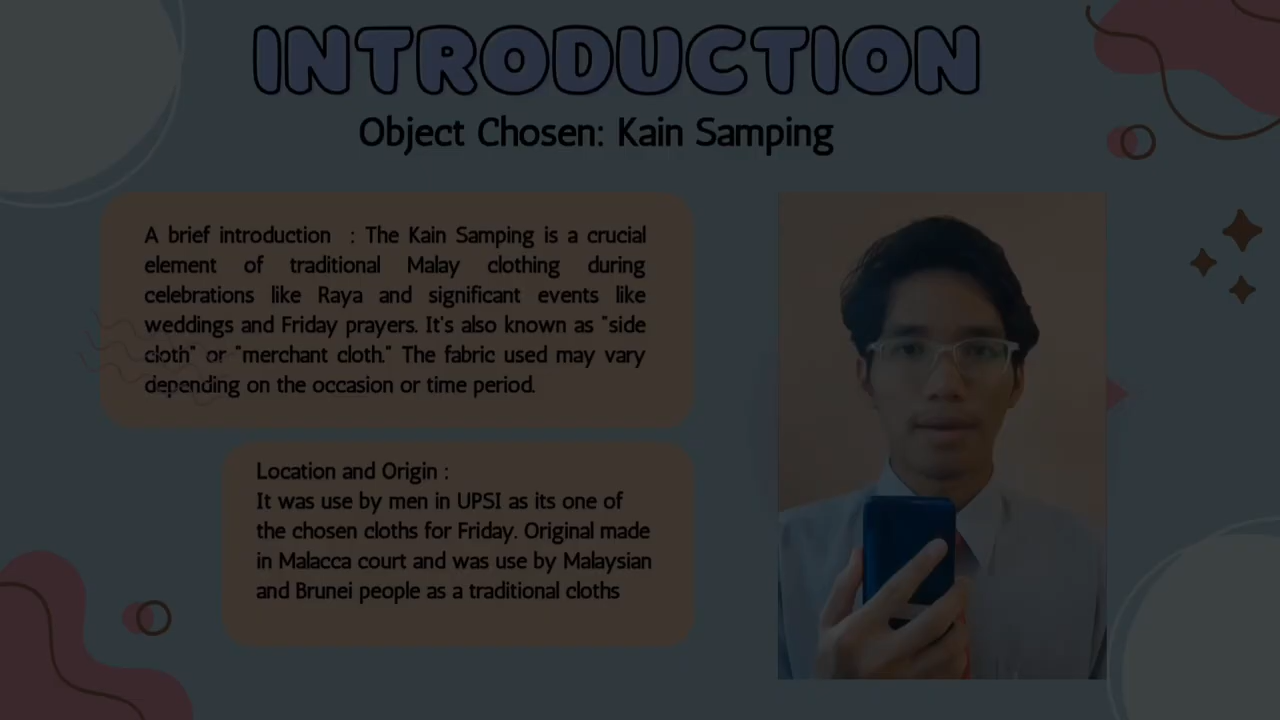 INTRODUCTION
Object Chosen: Kain Samping
A brief introduction : The Kain Samping is a crucial
element of traditional Malay clothing during
celebrations like Raya and significant events like
weddings and Friday prayers. It's also known as "side
cloth" or "merchant cloth." The fabric used may vary
depending on the occasion or time period.
Location and Origin :
It was use by men in UPSI as its one of
the chosen cloths for Friday. Original made
in Malacca court and was use by Malaysian
and Brunei people as a traditional cloths